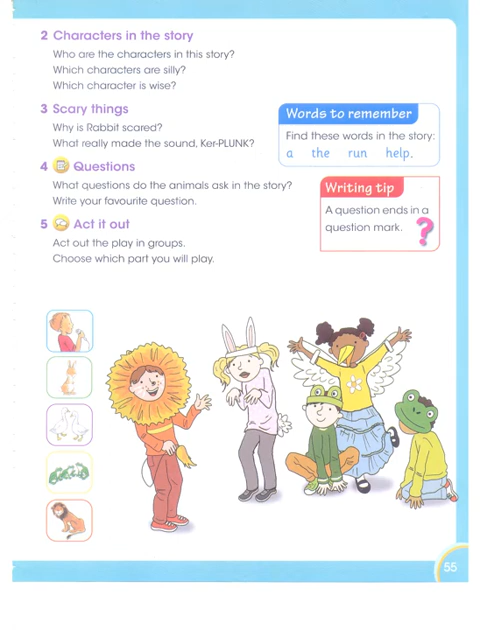 2 Characters in the story
Who are the characters in this story?
Which characters are silly?
Which character is wise?
3 Scary things
Why is Rabbit scared?
What really made the sound, Ker-PLUNK?
4 Questions
What questions do the animals ask in the story?
Write your favourite question.
5 Act it out
Act out the play in groups.
Choose which part you will play.
Words to remember
Find these words in the story:
a the run help.
Writing tip
A question ends in a
question mark.
?
55